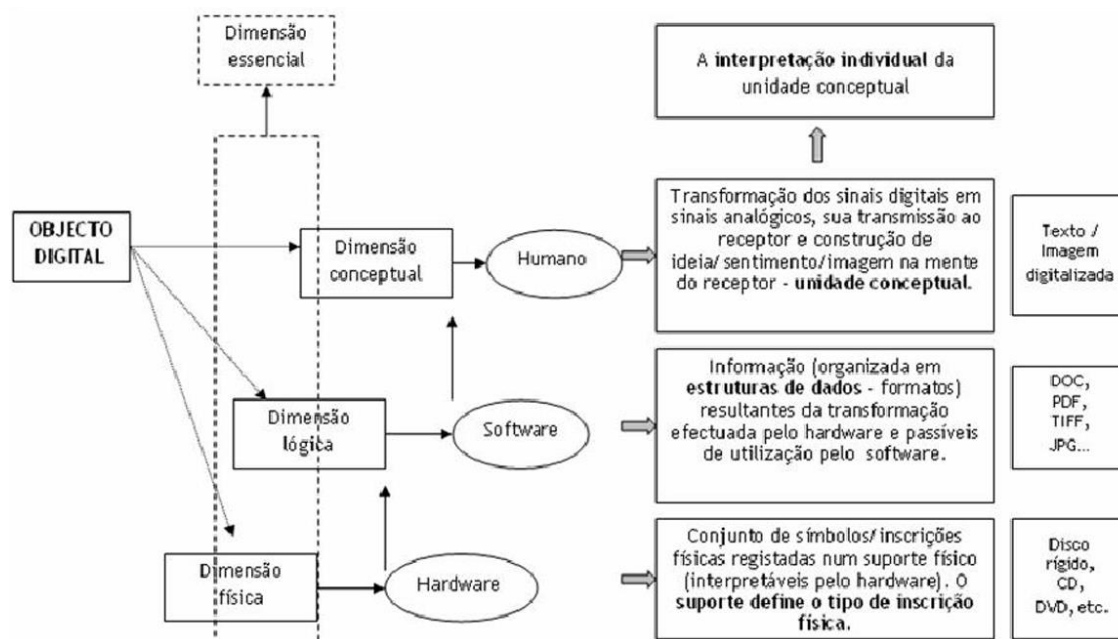 Dimensão
essencial
A interpretação individual da
unidade conceptual
OBJECTO
DIGITAL
Dimensão
conceptual
Humano
Transformação dos sinais digitais em
sinais analógicos, sua transmissão ao
receptor e construção de
ideia/sentimento/imagem na mente
do receptor - unidade conceptual.
Texto /
Imagem
digitalizada
Dimensão
lógica
Software
Informação (organizada em
estruturas de dados - formatos)
resultantes da transformação
efectuada pelo hardware e passíveis
de utilização pelo software.
DOC,
PDF,
TIFF,
JPG...
Dimensão
física
Hardware
Conjunto de símbolos/inscrições
físicas registadas num suporte físico
(interpretáveis pelo hardware). O
suporte define o tipo de inscrição
física.
Disco
rígido,
CD,
DVD, etc.